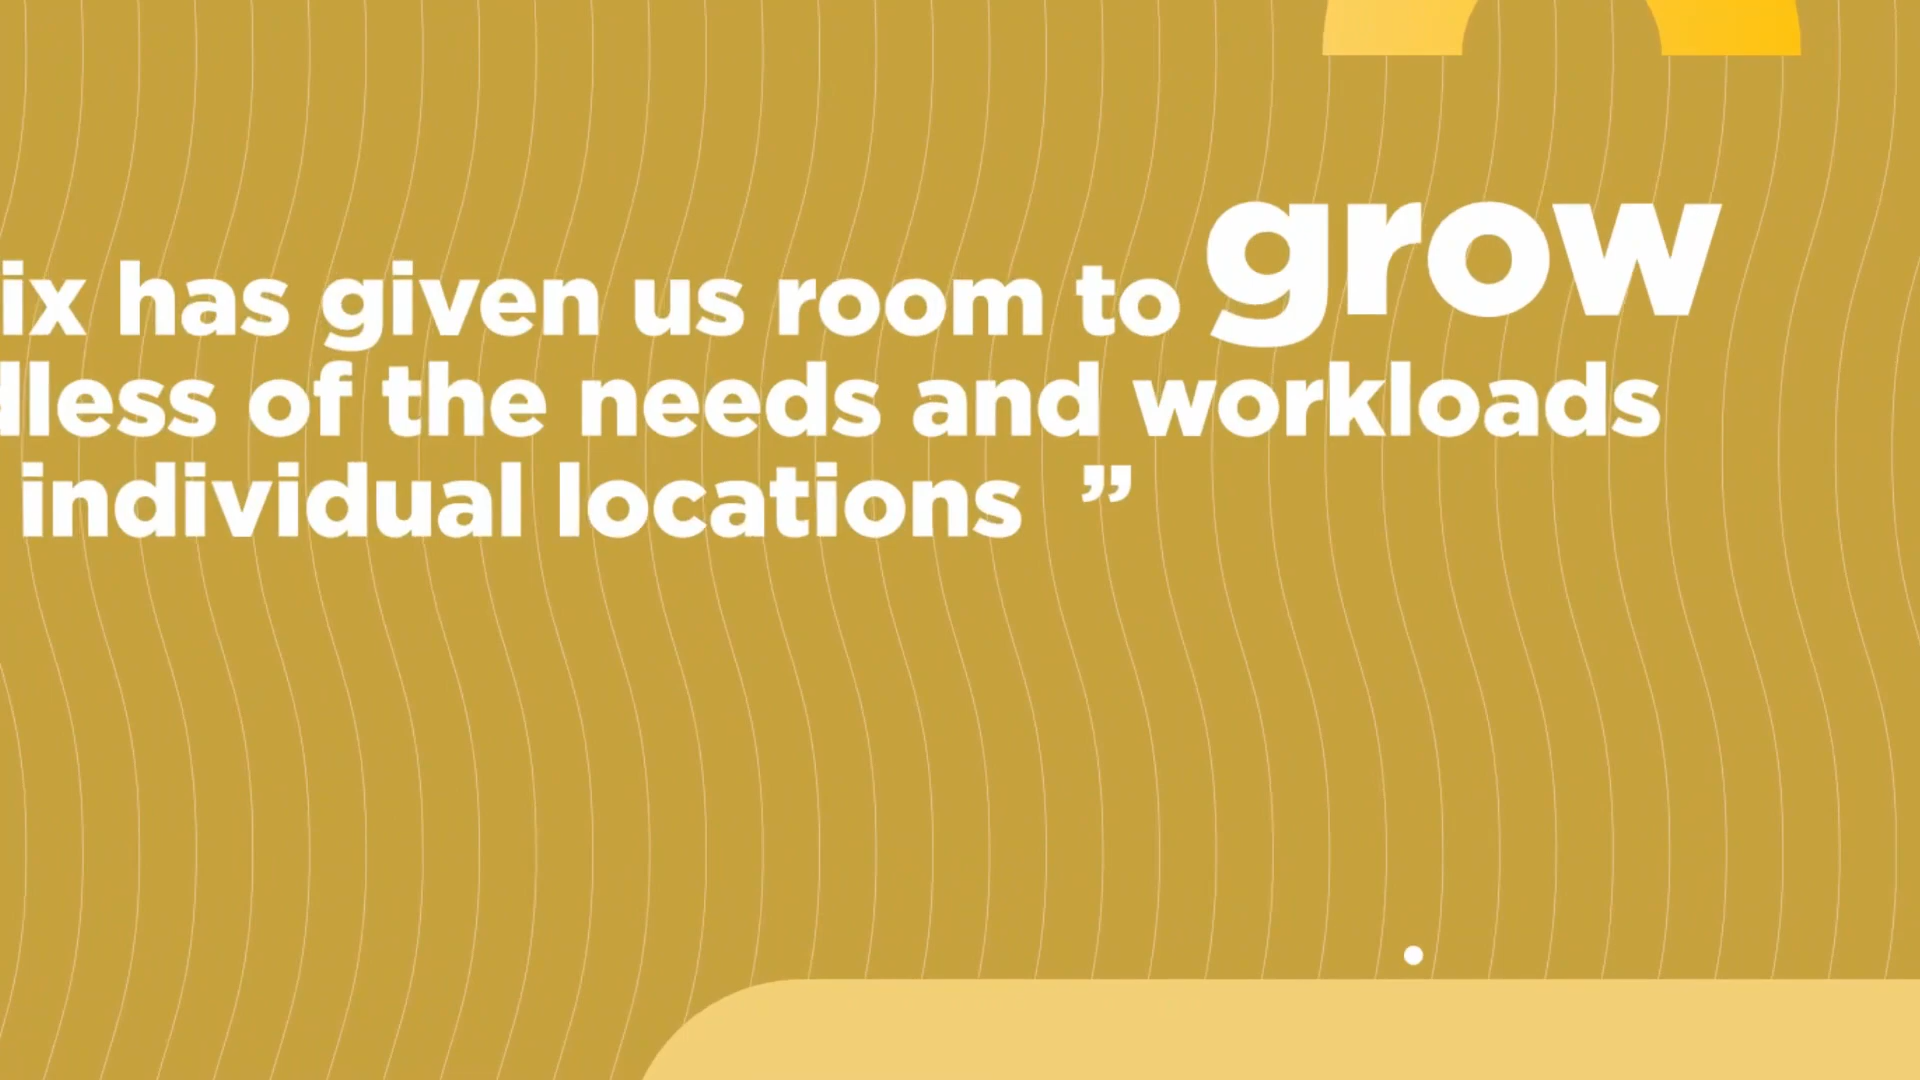 ix has given us room to grow
dless of the needs and workloads
individual locations ”